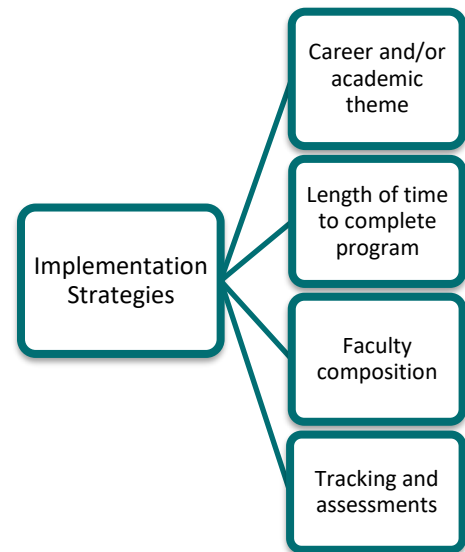 Career and/or
academic
theme
Length of time
to complete
program
Implementation
Strategies
Faculty
composition
Tracking and
assessments